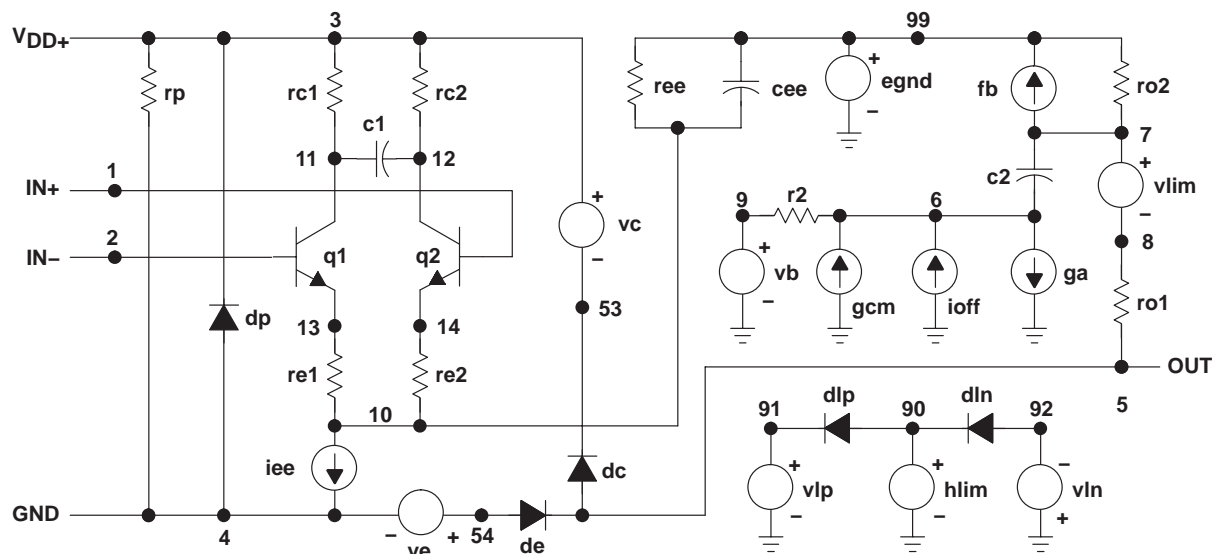 3
99
VDD+
rp
rc1
rc2
ree
cee
egnd
+
−
fb
ro2
c1
7
11
12
1
IN+
c2
+
vlim
−
9
r2
6
+
vc
−
8
2
IN−
q1
q2
+
vb
−
gcm
ioff
ga
ro1
53
dp
13
14
OUT
re1
re2
5
dlp
dln
91
90
92
10
iee
dc
+
vlp
−
+
hlim
−
−
vln
+
GND
4
−
ve
+
54
de